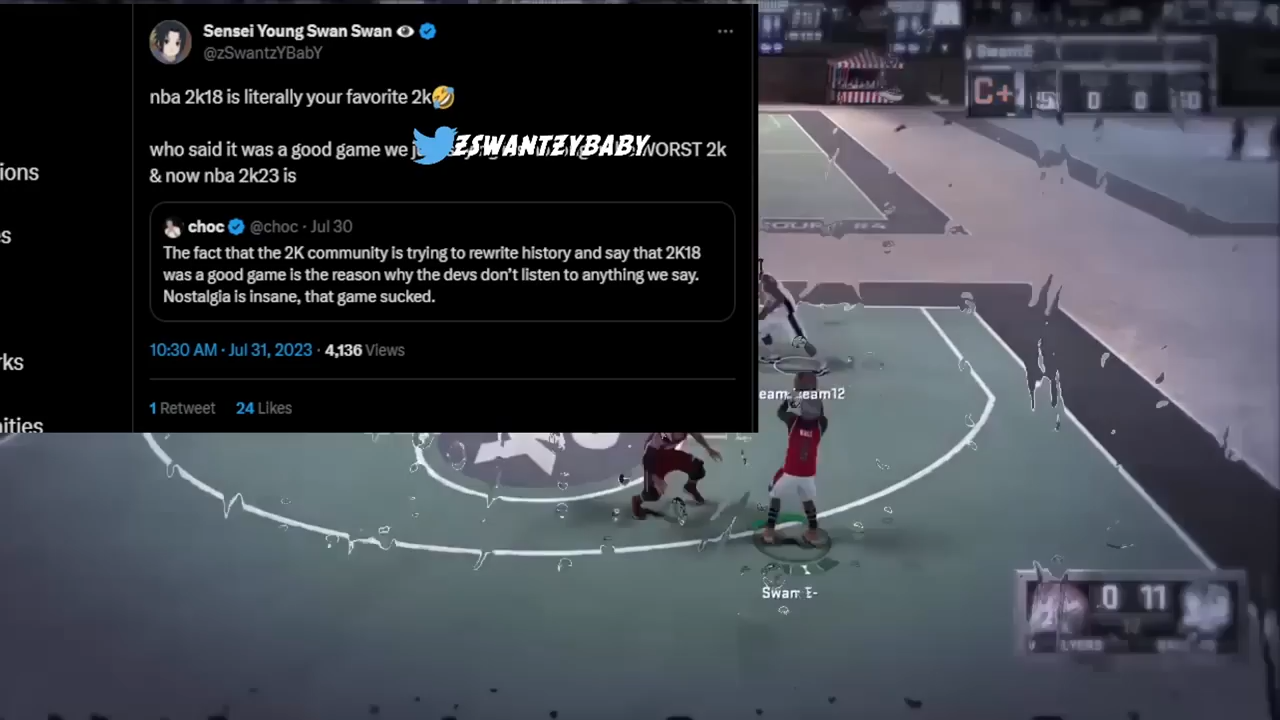 Sensei Young Swan Swan
@zSwantzYBabY
nba 2k18 is literally your favorite 2k🤣
who said it was a good game we
ZSWANTZYBABY
WORST 2k
& now nba 2k23 is
choc @choc · Jul 30
The fact that the 2K community is trying to rewrite history and say that 2K18
was a good game is the reason why the devs don't listen to anything we say.
Nostalgia is insane, that game sucked.
10:30 AM · Jul 31, 2023 · 4,136 Views
1 Retweet 24 Likes
ions
s
rks
ities
C+
0 0
eam12
Swan
0 11